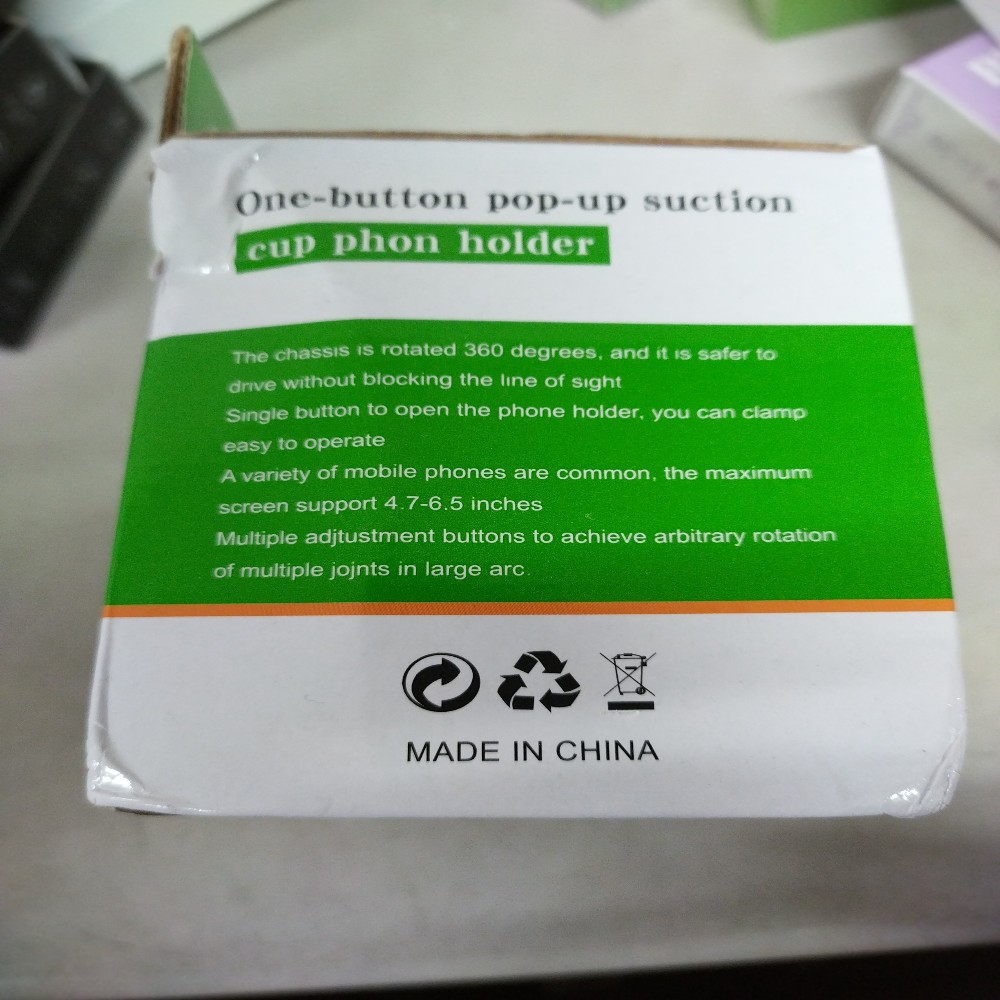 One-button pop-up suction
cup phon holder
The chassis is rotated 360 degrees, and it is safer to
drive without blocking the line of sight
Single button to open the phone holder, you can clamp
easy to operate
A variety of mobile phones are common, the maximum
screen support 4.7-6.5 inches
Multiple adjtustment buttons to achieve arbitrary rotation
of multiple jojnts in large arc.
MADE IN CHINA